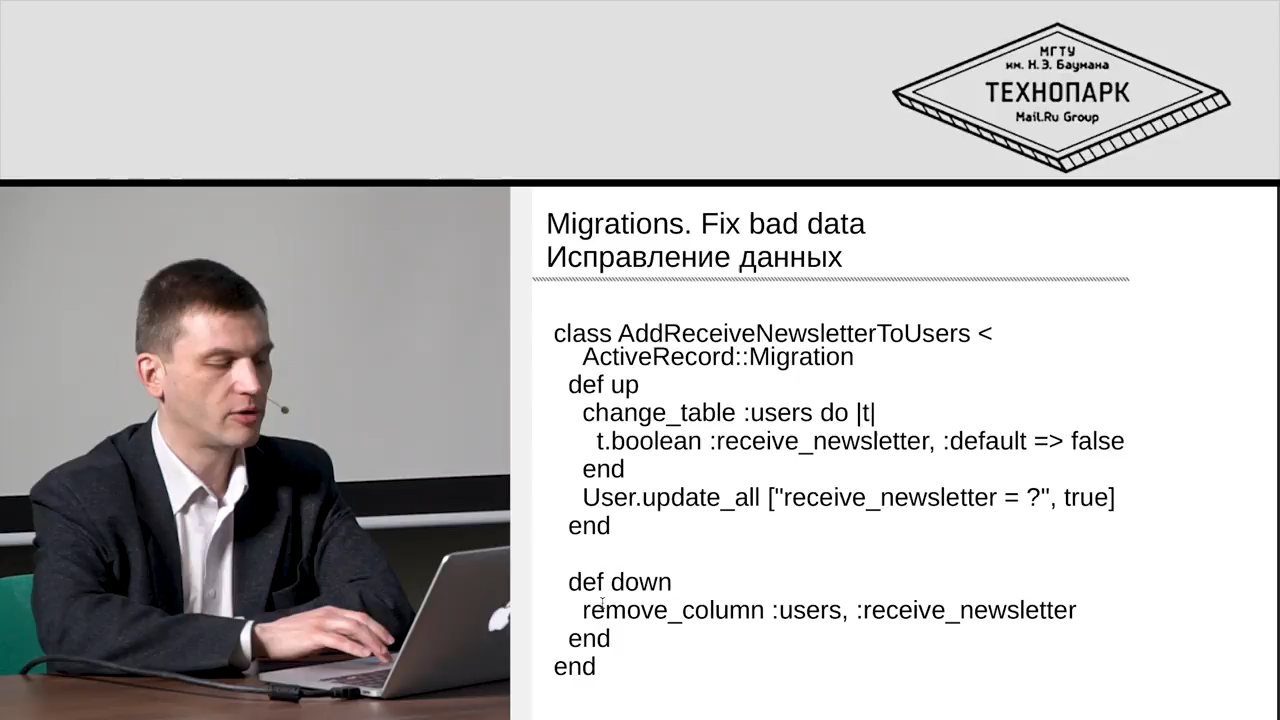 МГТУ
им. Н.Э. Баумана
ТЕХНОПАРК
Mail.Ru Group
Migrations. Fix bad data
Исправление данных
class AddReceiveNewsletterToUsers <
ActiveRecord::Migration
def up
change_table :users do |t|
t.boolean :receive_newsletter, :default => false
end
User.update_all ["receive_newsletter = ?", true]
end
def down
remove_column :users, :receive_newsletter
end
end